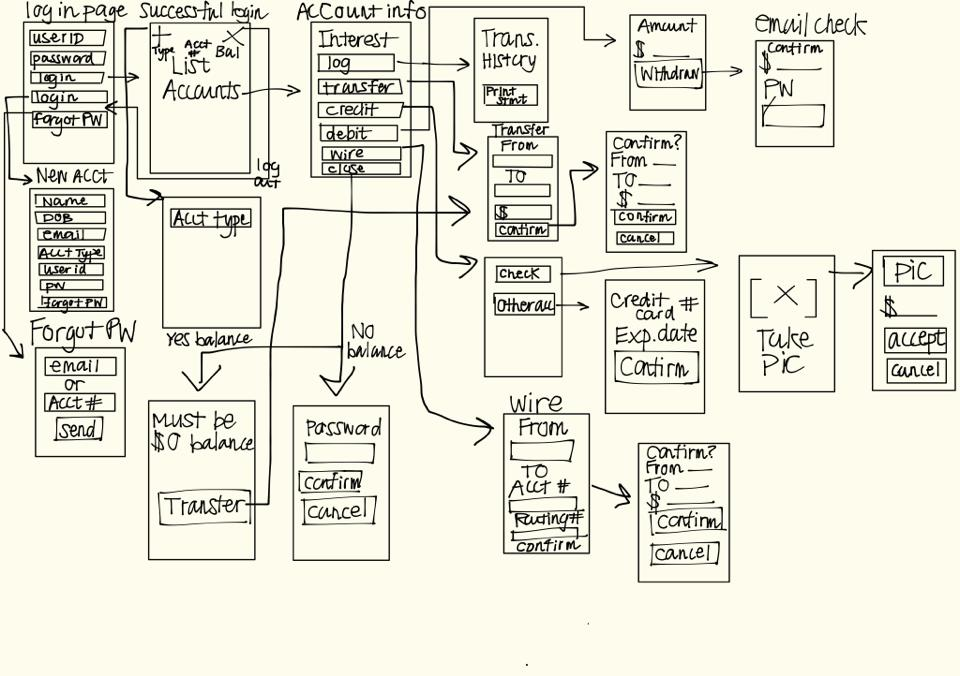 log in page
userID
password
login
login
forgot PW
Successful login
+
X
Type
Acct
#
Bal
List
Accounts
log
out
Account info
Interest
log
transfer
credit
debit
wire
close
Trans.
History
Print
stmt
Amount
$
Withdraw
email check
Confirm
$
PW
Transfer
From
TO
$
confirm
Confirm?
From
TO
$
confirm
cancel
New Acct
Name
DOB
email
Acct Type
user id
PW
forgot PW
Acct type
check
Credit
card #
Exp.date
Confirm
[X]
Take
Pic
PIC
$
accept
cancel
Forgot PW
email
or
Acct #
send
Yes balance
NO
balance
Must be
$0 balance
Transfer
Password
confirm
cancel
Wire
From
TO
Acct #
Routing#
confirm
Confirm?
From
TO
$
Confirm
cancel